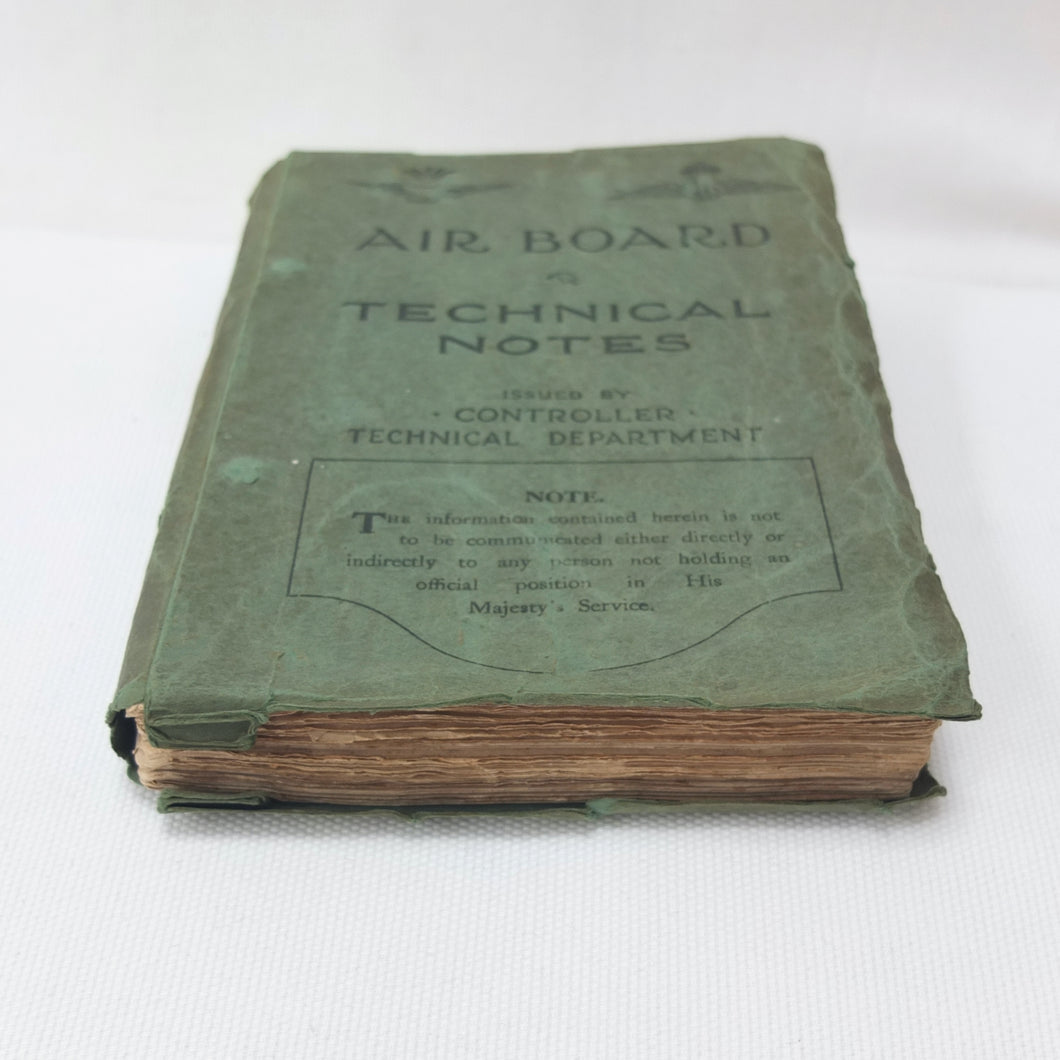 AIR BOARD
TECHNICAL
NOTES
ISSUED BY
· CONTROLLER ·
TECHNICAL DEPARTMENT
NOTE.
THE information contained herein is not
to be communicated either directly or
indirectly to any person not holding an
official position in His
Majesty's Service.